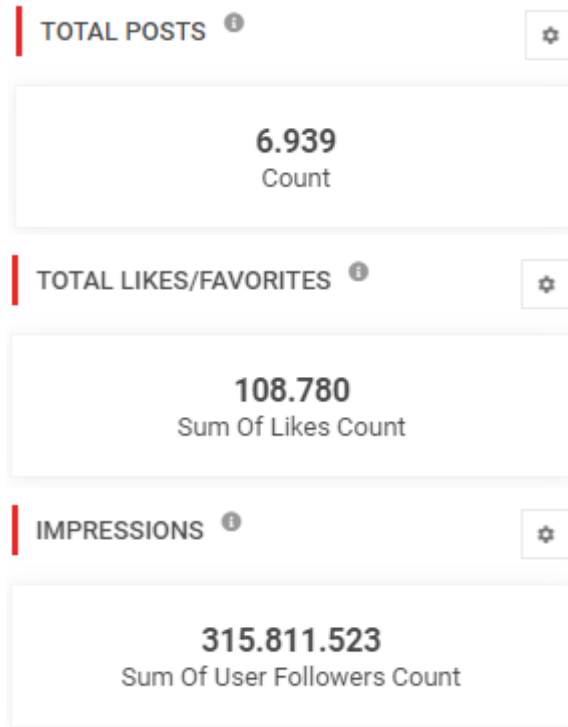 TOTAL POSTS
6.939
Count
TOTAL LIKES/FAVORITES
108.780
Sum Of Likes Count
IMPRESSIONS
315.811.523
Sum Of User Followers Count